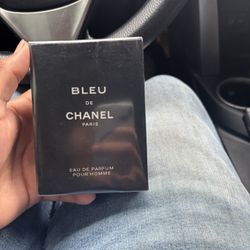 BLEU
DE
CHANEL
PARIS
EAU DE PARFUM
POUR HOMME